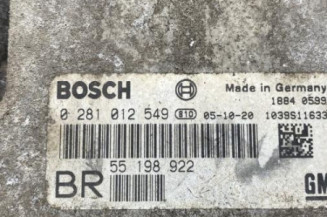 BOSCH Made in Germany
1884 0599
0 281 012 549 810 05-10-20 1039S11633
55 198 922
BR GM